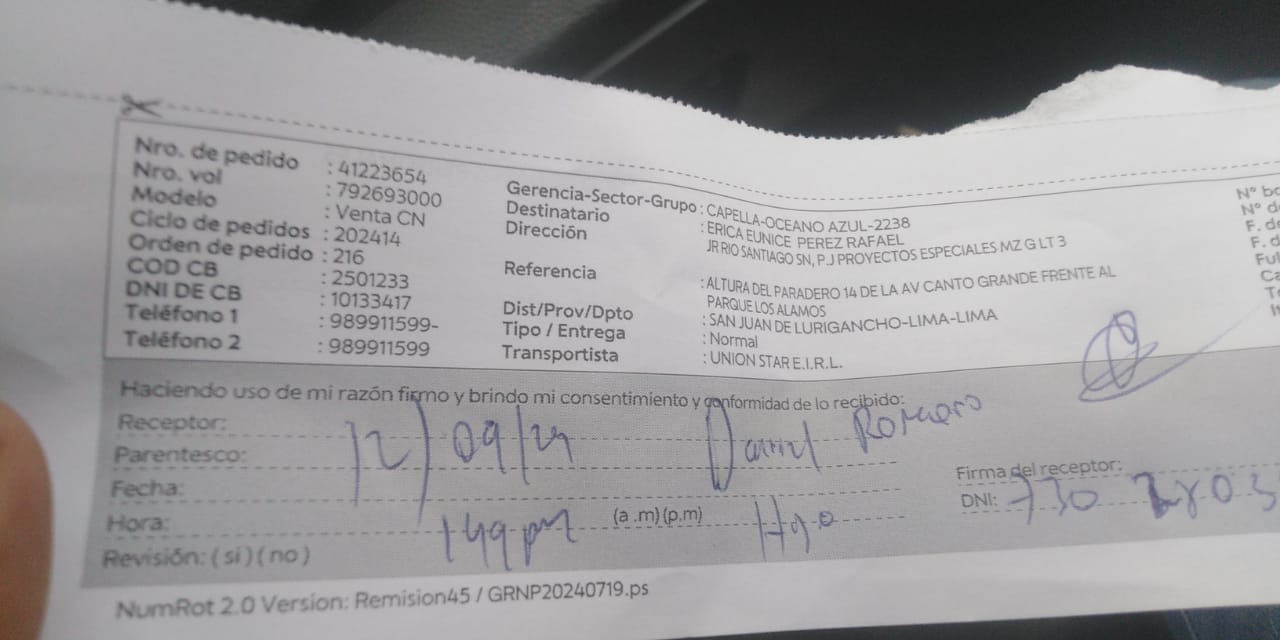 Nro. de pedido : 41223654
Nro. vol : 792693000
Modelo : Venta CN
Ciclo de pedidos : 202414
Orden de pedido : 216
COD CB : 2501233
DNI DE CB : 10133417
Teléfono 1 : 989911599-
Teléfono 2 : 989911599
Gerencia-Sector-Grupo : CAPELLA-OCEANO AZUL-2238
Destinatario : ERICA EUNICE PEREZ RAFAEL
Dirección JR RIO SANTIAGO SN, P.J PROYECTOS ESPECIALES MZ G LT 3
Referencia : ALTURA DEL PARADERO 14 DE LA AV CANTO GRANDE FRENTE AL
PARQUE LOS ALAMOS
Dist/Prov/Dpto : SAN JUAN DE LURIGANCHO-LIMA-LIMA
Tipo / Entrega : Normal
Transportista : UNION STAR E.I.R.L.
Haciendo uso de mi razón firmo y brindo mi consentimiento y conformidad de lo recibido:
Receptor:
Parentesco:
Fecha: 12/09/24 Romero
Hora: (a .m)(p.m)
Revisión: ( si ) ( no )
Firma del receptor:
DNI: 730
NumRot 2.0 Version: Remision45 / GRNP20240719.ps